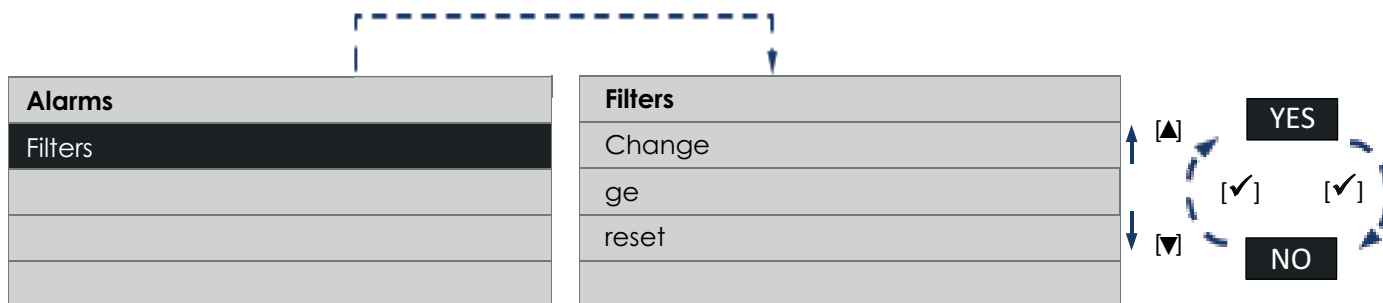 Alarms
Filters
Filters
Change
ge
reset
[▲]
[▼]
YES
[✓] [✓]
NO